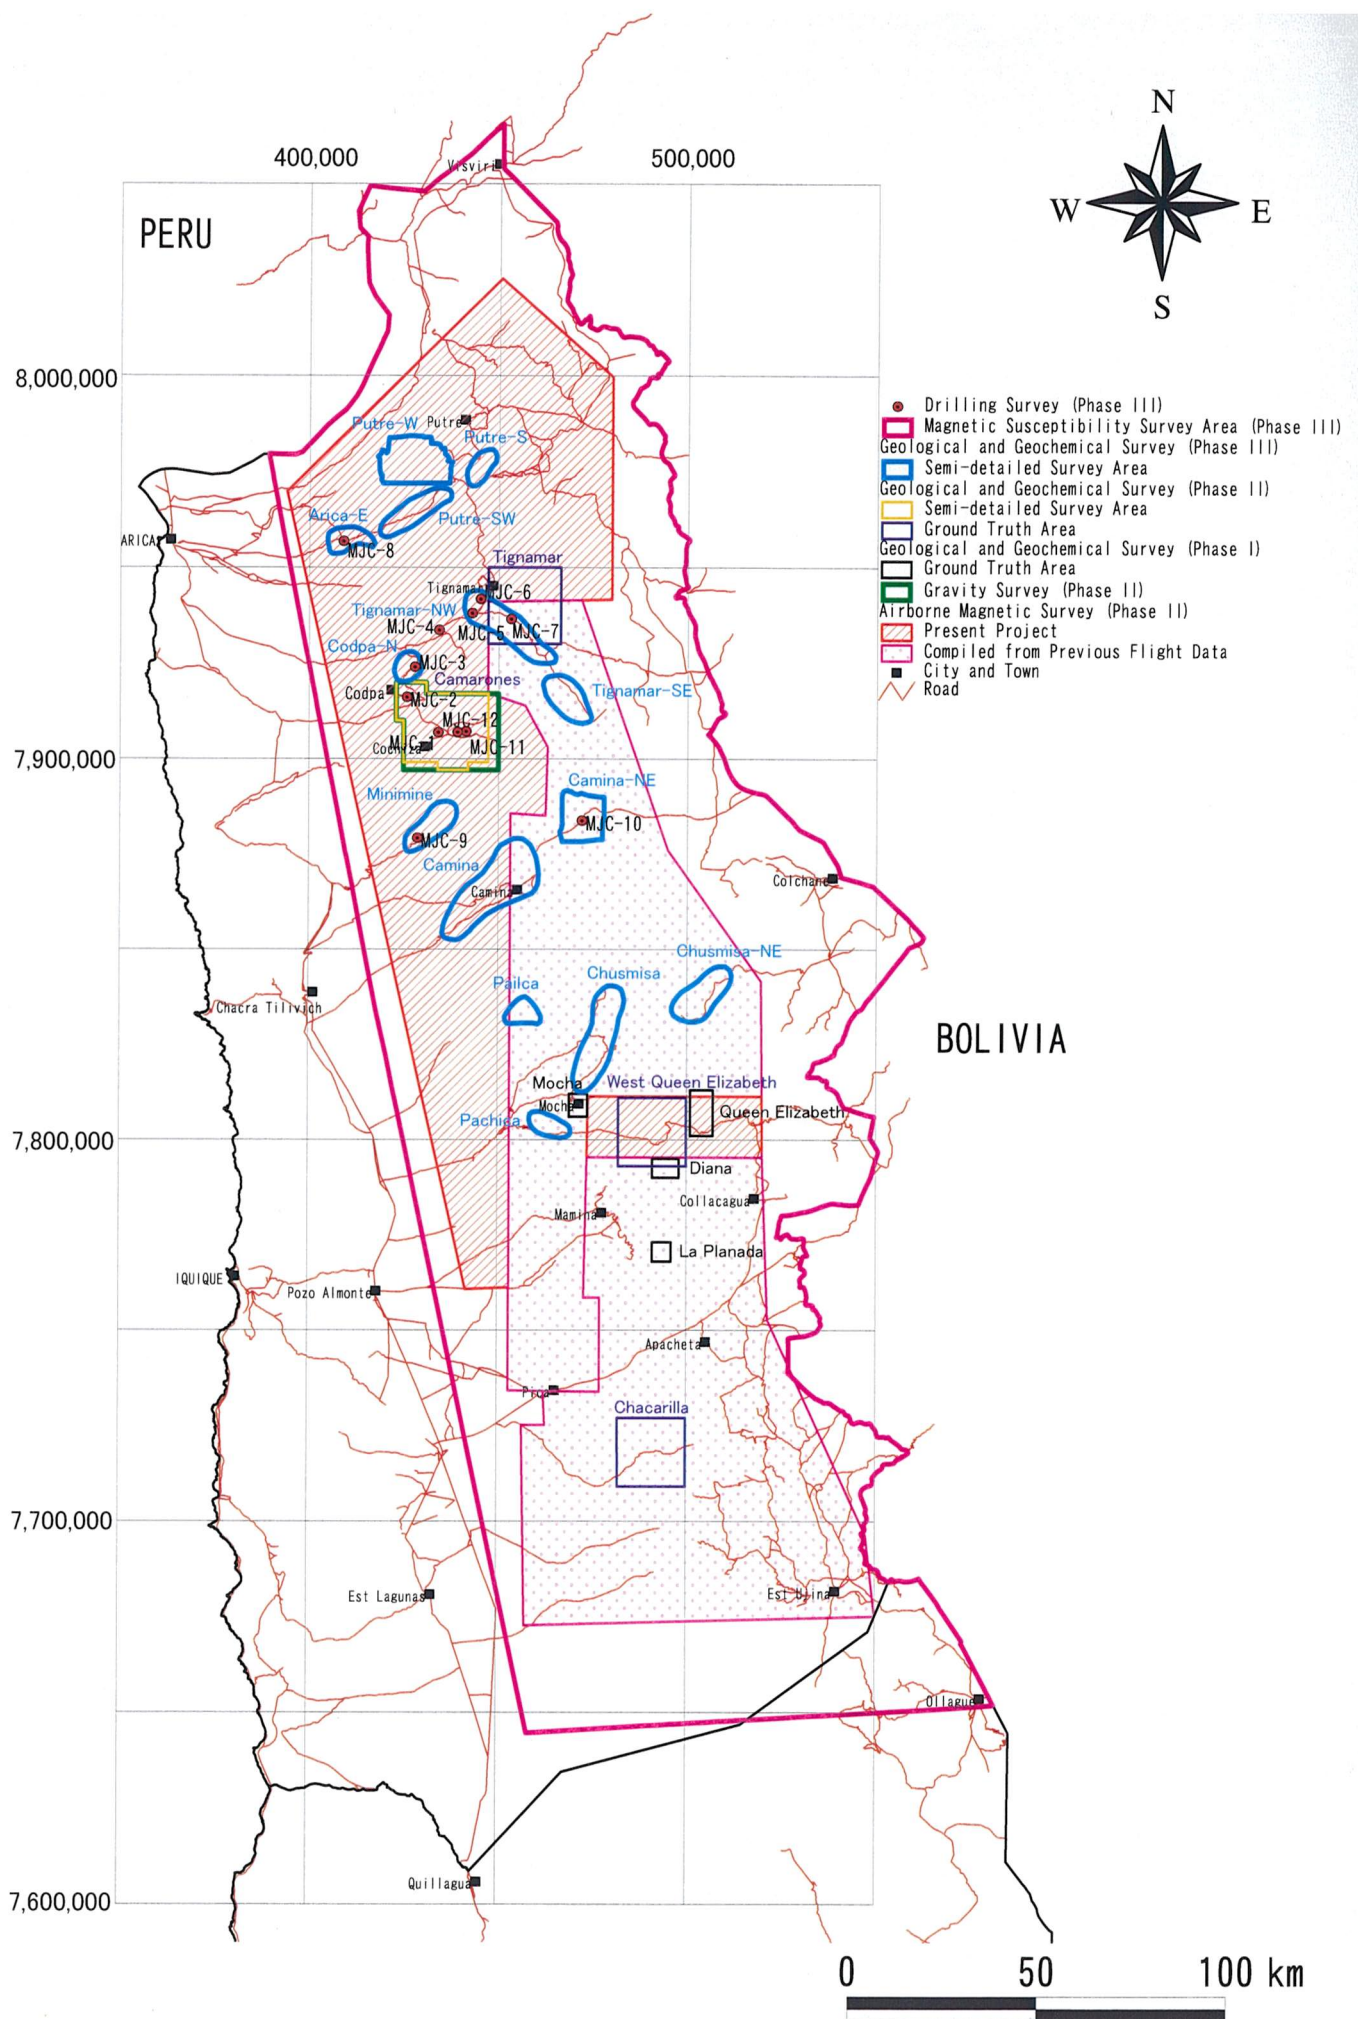 N
W
E
S
400,000
500,000
Visviri
PERU
8,000,000
Drilling Survey (Phase III)
Magnetic Susceptibility Survey Area (Phase III)
Geological and Geochemical Survey (Phase III)
Semi-detailed Survey Area
Geological and Geochemical Survey (Phase II)
Semi-detailed Survey Area
Ground Truth Area
Geological and Geochemical Survey (Phase I)
Ground Truth Area
Gravity Survey (Phase II)
Airborne Magnetic Survey (Phase II)
Present Project
Compiled from Previous Flight Data
City and Town
Road
Putre-W
Putre
Putre-S
Arica-E
Putre-SW
ARICA
MJC-8
Tignamar
Tignamar
MJC-6
Tignamar-NW
MJC-4
MJC-5
MJC-7
Codpa-N
MJC-3
Camarones
Codpa
MJC-2
Tignamar-SE
MJC-12
MJC-1
MJC-11
7,900,000
Camina-NE
Minimine
MJC-10
MJC-9
Camina
Camina
Colchane
Chusmisa-NE
Pailca
Chusmisa
Chacra Tilivich
BOLIVIA
Mocha
West Queen Elizabeth
Mocha
Queen Elizabeth
Pachica
7,800,000
Diana
Collacagua
Mamina
La Planada
IQUIQUE
Pozo Almonte
Apacheta
Pica
Chacarilla
7,700,000
Est Lagunas
Est Ujina
Ollague
Quillagua
7,600,000
0
50
100 km